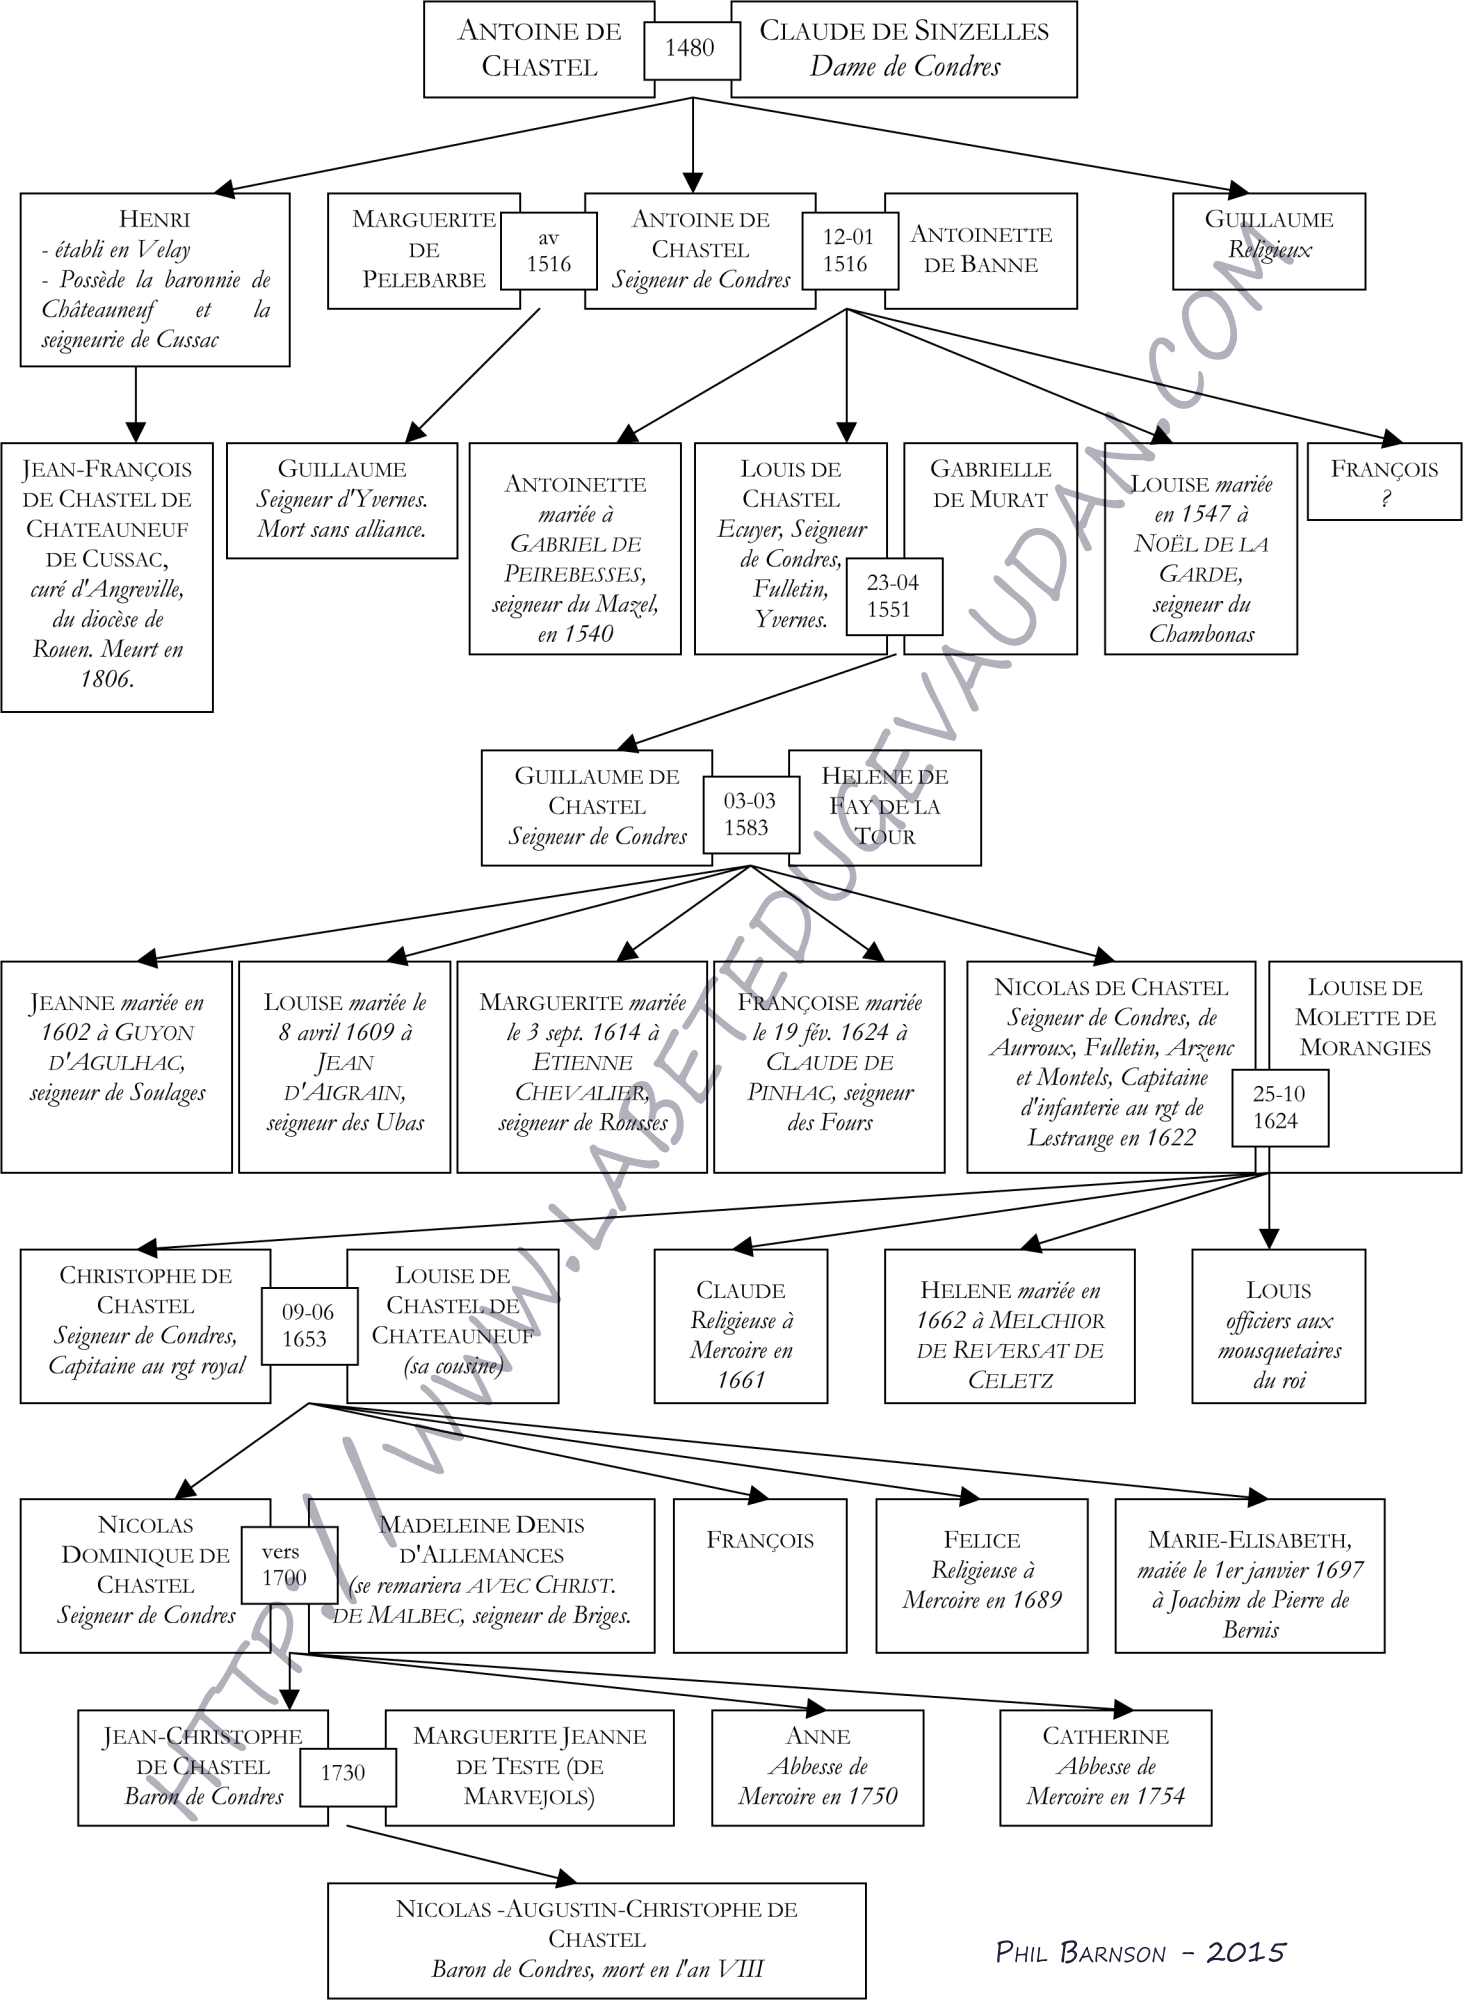 ANTOINE DE
CHASTEL
1480
CLAUDE DE SINZELLES
Dame de Condres
HENRI
- établi en Velay
- Possède la baronnie de
Châteauneuf et la
seigneurie de Cussac
MARGUERITE
DE
PELEBARBE
av
1516
ANTOINE DE
CHASTEL
Seigneur de Condres
12-01
1516
ANTOINETTE
DE BANNE
GUILLAUME
Religieux
JEAN-FRANÇOIS
DE CHASTEL DE
CHATEAUNEUF
DE CUSSAC,
curé d'Angreville,
du diocèse de
Rouen. Meurt en
1806.
GUILLAUME
Seigneur d'Yvernes.
Mort sans alliance.
ANTOINETTE
mariée à
GABRIEL DE
PEIREBESSES,
seigneur du Mazel,
en 1540
LOUIS DE
CHASTEL
Ecuyer, Seigneur
de Condres,
Fulletin,
Yvernes.
23-04
1551
GABRIELLE
DE MURAT
LOUISE mariée
en 1547 à
NOËL DE LA
GARDE,
seigneur du
Chambonas
FRANÇOIS
?
GUILLAUME DE
CHASTEL
Seigneur de Condres
03-03
1583
HELENE DE
FAY DE LA
TOUR
JEANNE mariée en
1602 à GUYON
D'AGULHAC,
seigneur de Soulages
LOUISE mariée le
8 avril 1609 à
JEAN
D'AIGRAIN,
seigneur des Ubas
MARGUERITE mariée
le 3 sept. 1614 à
ETIENNE
CHEVALIER,
seigneur de Rousses
FRANÇOISE mariée
le 19 fév. 1624 à
CLAUDE DE
PINHAC, seigneur
des Fours
NICOLAS DE CHASTEL
Seigneur de Condres, de
Aurroux, Fulletin, Arzenc
et Montels, Capitaine
d'infanterie au rgt de
Lestrange en 1622
25-10
1624
LOUISE DE
MOLETTE DE
MORANGIES
CHRISTOPHE DE
CHASTEL
Seigneur de Condres,
Capitaine au rgt royal
09-06
1653
LOUISE DE
CHASTEL DE
CHATEAUNEUF
(sa cousine)
CLAUDE
Religieuse à
Mercoire en
1661
HELENE mariée en
1662 à MELCHIOR
DE REVERSAT DE
CELETZ
LOUIS
officiers aux
mousquetaires
du roi
NICOLAS
DOMINIQUE DE
CHASTEL
Seigneur de Condres
vers
1700
MADELEINE DENIS
D'ALLEMANCES
(se remariera AVEC CHRIST.
DE MALBEC, seigneur de Briges.
FRANÇOIS
FELICE
Religieuse à
Mercoire en 1689
MARIE-ELISABETH,
maiée le 1er janvier 1697
à Joachim de Pierre de
Bernis
JEAN-CHRISTOPHE
DE CHASTEL
Baron de Condres
1730
MARGUERITE JEANNE
DE TESTE (DE
MARVEJOLS)
ANNE
Abbesse de
Mercoire en 1750
CATHERINE
Abbesse de
Mercoire en 1754
NICOLAS -AUGUSTIN-CHRISTOPHE DE
CHASTEL
Baron de Condres, mort en l'an VIII
PHIL BARNSON - 2015
HTTP://WWW.LABETEDUGEVAUDAN.COM